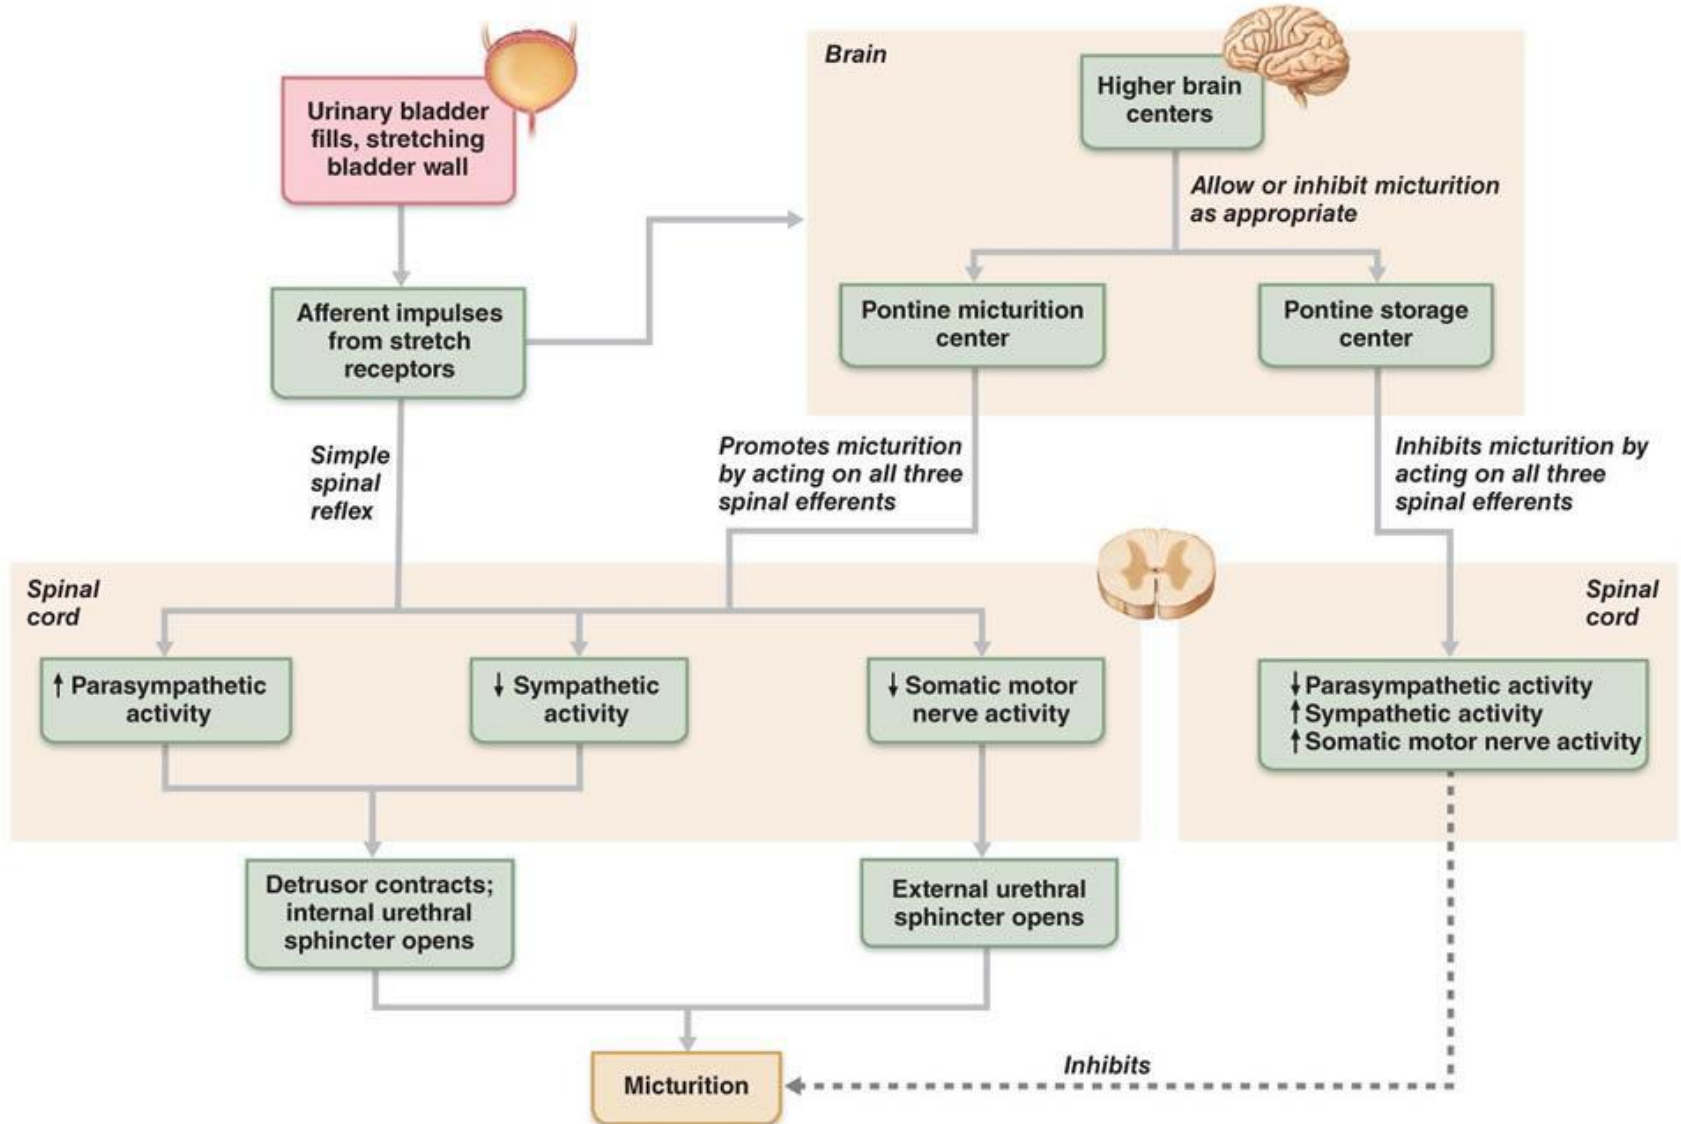 Urinary bladder
fills, stretching
bladder wall
Brain
Higher brain
centers
Allow or inhibit micturition
as appropriate
Afferent impulses
from stretch
receptors
Pontine micturition
center
Pontine storage
center
Simple
spinal
reflex
Promotes micturition
by acting on all three
spinal efferents
Inhibits micturition by
acting on all three
spinal efferents
Spinal
cord
Spinal
cord
↑ Parasympathetic
activity
↓ Sympathetic
activity
↓ Somatic motor
nerve activity
↓ Parasympathetic activity
↑ Sympathetic activity
↑ Somatic motor nerve activity
Detrusor contracts;
internal urethral
sphincter opens
External urethral
sphincter opens
Inhibits
Micturition